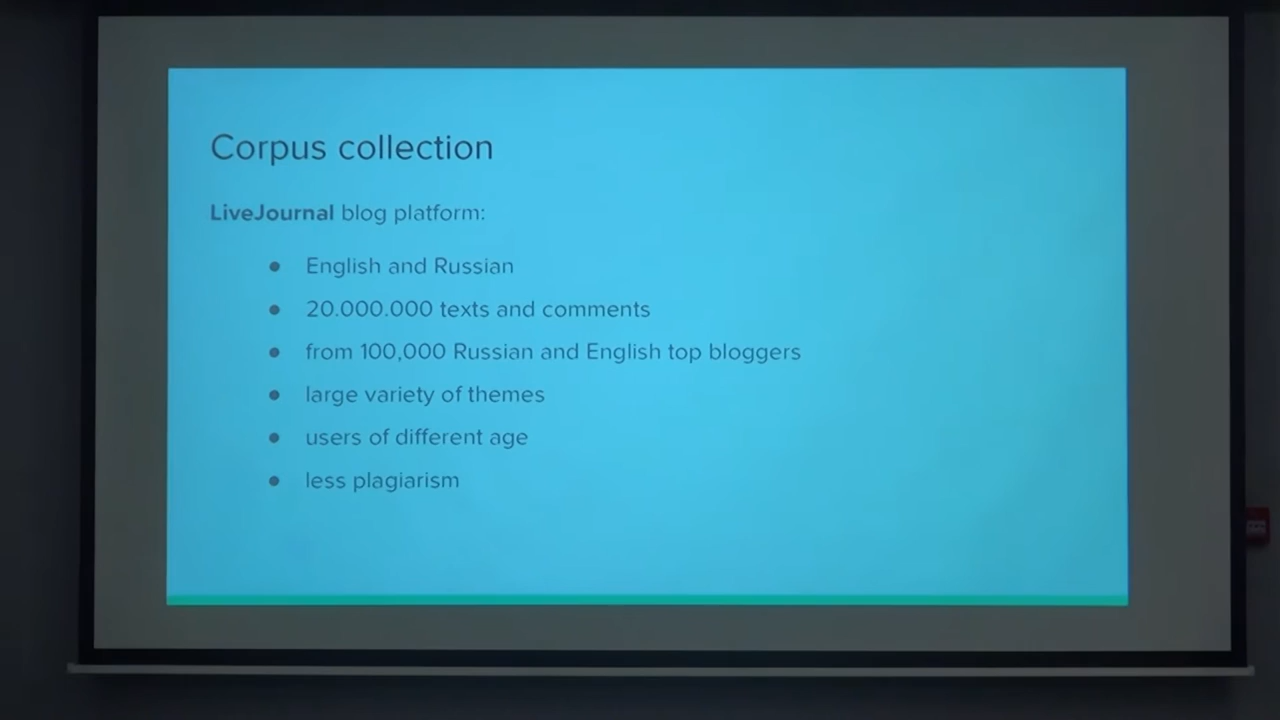 Corpus collection
LiveJournal blog platform:
● English and Russian
● 20.000.000 texts and comments
● from 100,000 Russian and English top bloggers
● large variety of themes
● users of different age
● less plagiarism